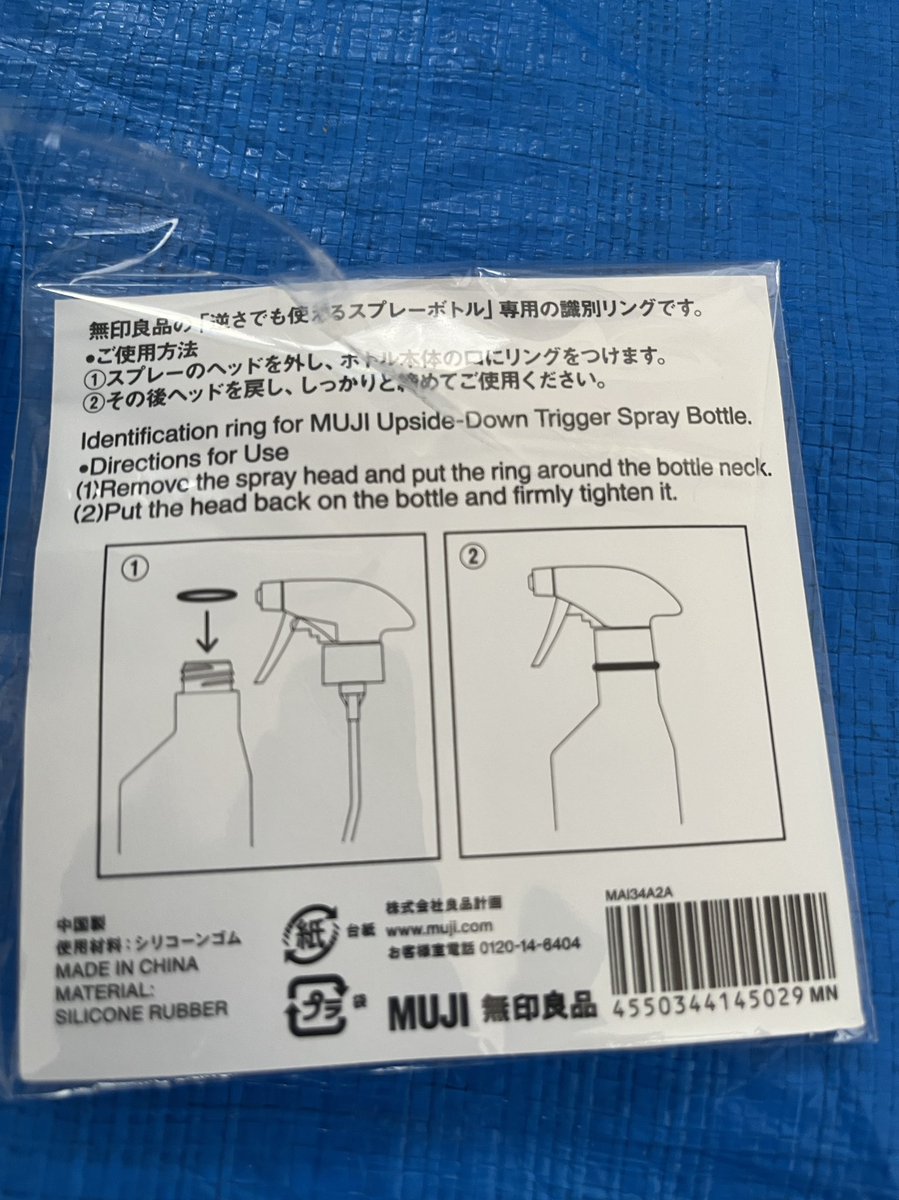 無印良品の「逆さでも使えるスプレーボトル」専用の識別リングです。
●ご使用方法
①スプレーのヘッドを外し、ボトル本体の口にリングをつけます。
②その後ヘッドを戻し、しっかりと締めてご使用ください。
Identification ring for MUJI Upside-Down Trigger Spray Bottle.
●Directions for Use
(1)Remove the spray head and put the ring around the bottle neck.
(2)Put the head back on the bottle and firmly tighten it.
① ②
中国製
使用材料:シリコーンゴム
MADE IN CHINA
MATERIAL:
SILICONE RUBBER
紙 台紙
プラ 袋
株式会社良品計画
www.muji.com
お客様室電話 0120-14-6404
MUJI 無印良品
MAI34A2A
4550344145029 MN